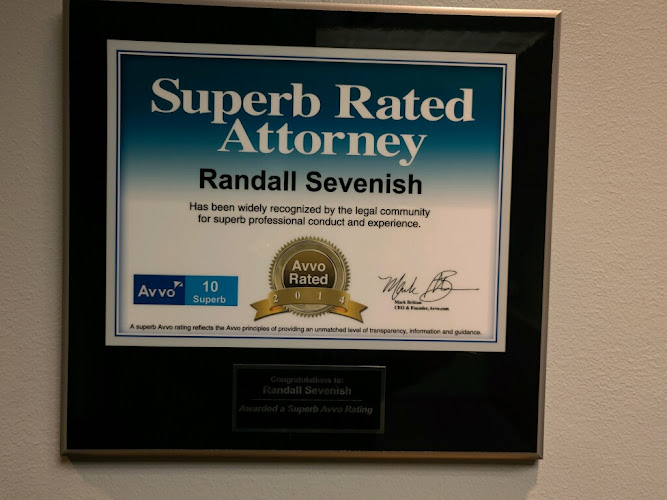 Superb Rated
Attorney
Randall Sevenish
Has been widely recognized by the legal community
for superb professional conduct and experience.
Avvo
10
Superb
Avvo
Rated
2014
Mark Britton
CEO & Founder, Avvo.com
A superb Avvo rating reflects the Avvo principles of providing an unmatched level of transparency, information and guidance.
Congratulations to:
Randall Sevenish
Awarded a Superb Avvo Rating